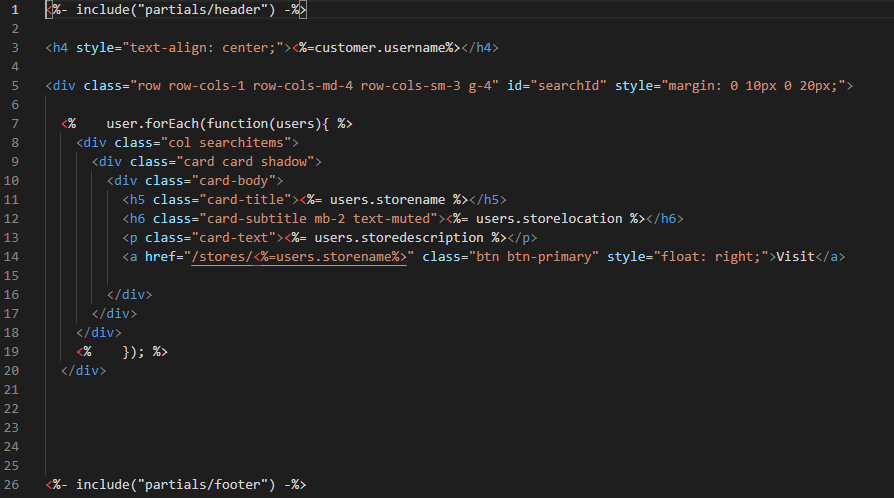 1 <%- include("partials/header") -%>
2
3 <h4 style="text-align: center;"><%=customer.username%></h4>
4
5 <div class="row row-cols-1 row-cols-md-4 row-cols-sm-3 g-4" id="searchId" style="margin: 0 10px 0 20px;">
6
7   <%    user.forEach(function(users){ %>
8     <div class="col searchitems">
9       <div class="card card shadow">
10         <div class="card-body">
11           <h5 class="card-title"><%= users.storename %></h5>
12           <h6 class="card-subtitle mb-2 text-muted"><%= users.storelocation %></h6>
13           <p class="card-text"><%= users.storedescription %></p>
14           <a href="/stores/<%=users.storename%>" class="btn btn-primary" style="float: right;">Visit</a>
15
16         </div>
17       </div>
18     </div>
19     <%    }); %>
20   </div>
21
22
23
24
25
26 <%- include("partials/footer") -%>